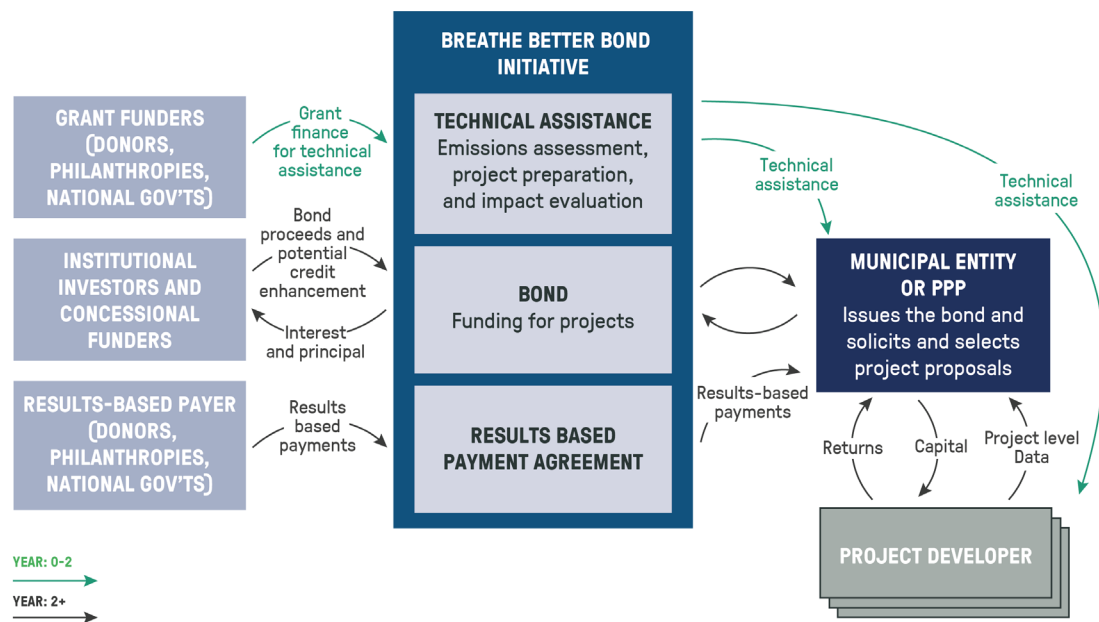 BREATHE BETTER BOND
INITIATIVE
GRANT FUNDERS
(DONORS,
PHILANTHROPIES,
NATIONAL GOV'TS)
Grant
finance
for technical
assistance
TECHNICAL ASSISTANCE
Emissions assessment,
project preparation,
and impact evaluation
Technical
assistance
Technical
assistance
INSTITUTIONAL
INVESTORS AND
CONCESSIONAL
FUNDERS
Bond
proceeds and
potential
credit
enhancement
Interest
and principal
BOND
Funding for projects
MUNICIPAL ENTITY
OR PPP
Issues the bond and
solicits and selects
project proposals
RESULTS-BASED PAYER
(DONORS,
PHILANTHROPIES,
NATIONAL GOV'TS)
Results
based
payments
RESULTS BASED
PAYMENT AGREEMENT
Results-based
payments
Returns
Capital
Project level
Data
PROJECT DEVELOPER
YEAR: 0-2
YEAR: 2+